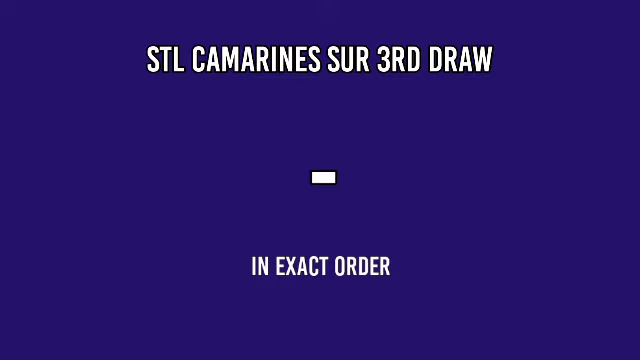 STL CAMARINES SUR 3RD DRAW
-
IN EXACT ORDER